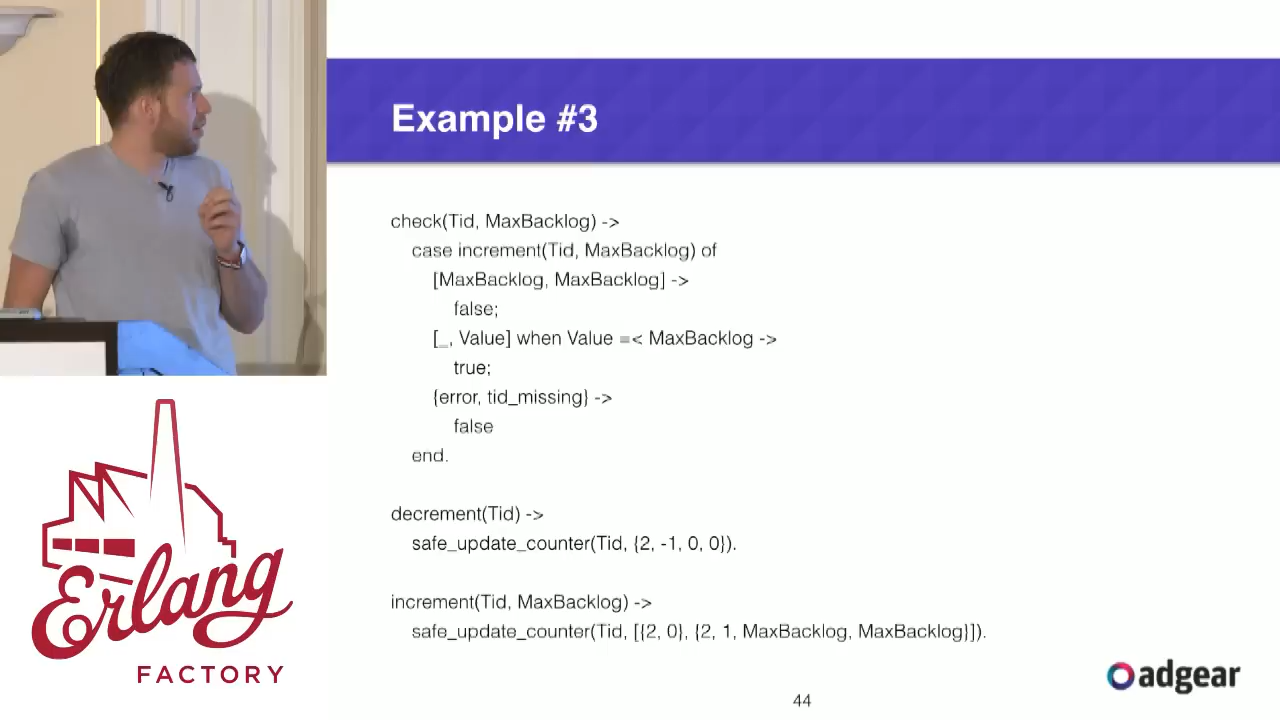 Example #3
check(Tid, MaxBacklog) ->
case increment(Tid, MaxBacklog) of
[MaxBacklog, MaxBacklog] ->
false;
[_, Value] when Value =< MaxBacklog ->
true;
{error, tid_missing} ->
false
end.
decrement(Tid) ->
safe_update_counter(Tid, {2, -1, 0, 0}).
increment(Tid, MaxBacklog) ->
safe_update_counter(Tid, [{2, 0}, {2, 1, MaxBacklog, MaxBacklog}]).
Erlang
FACTORY
adgear
44